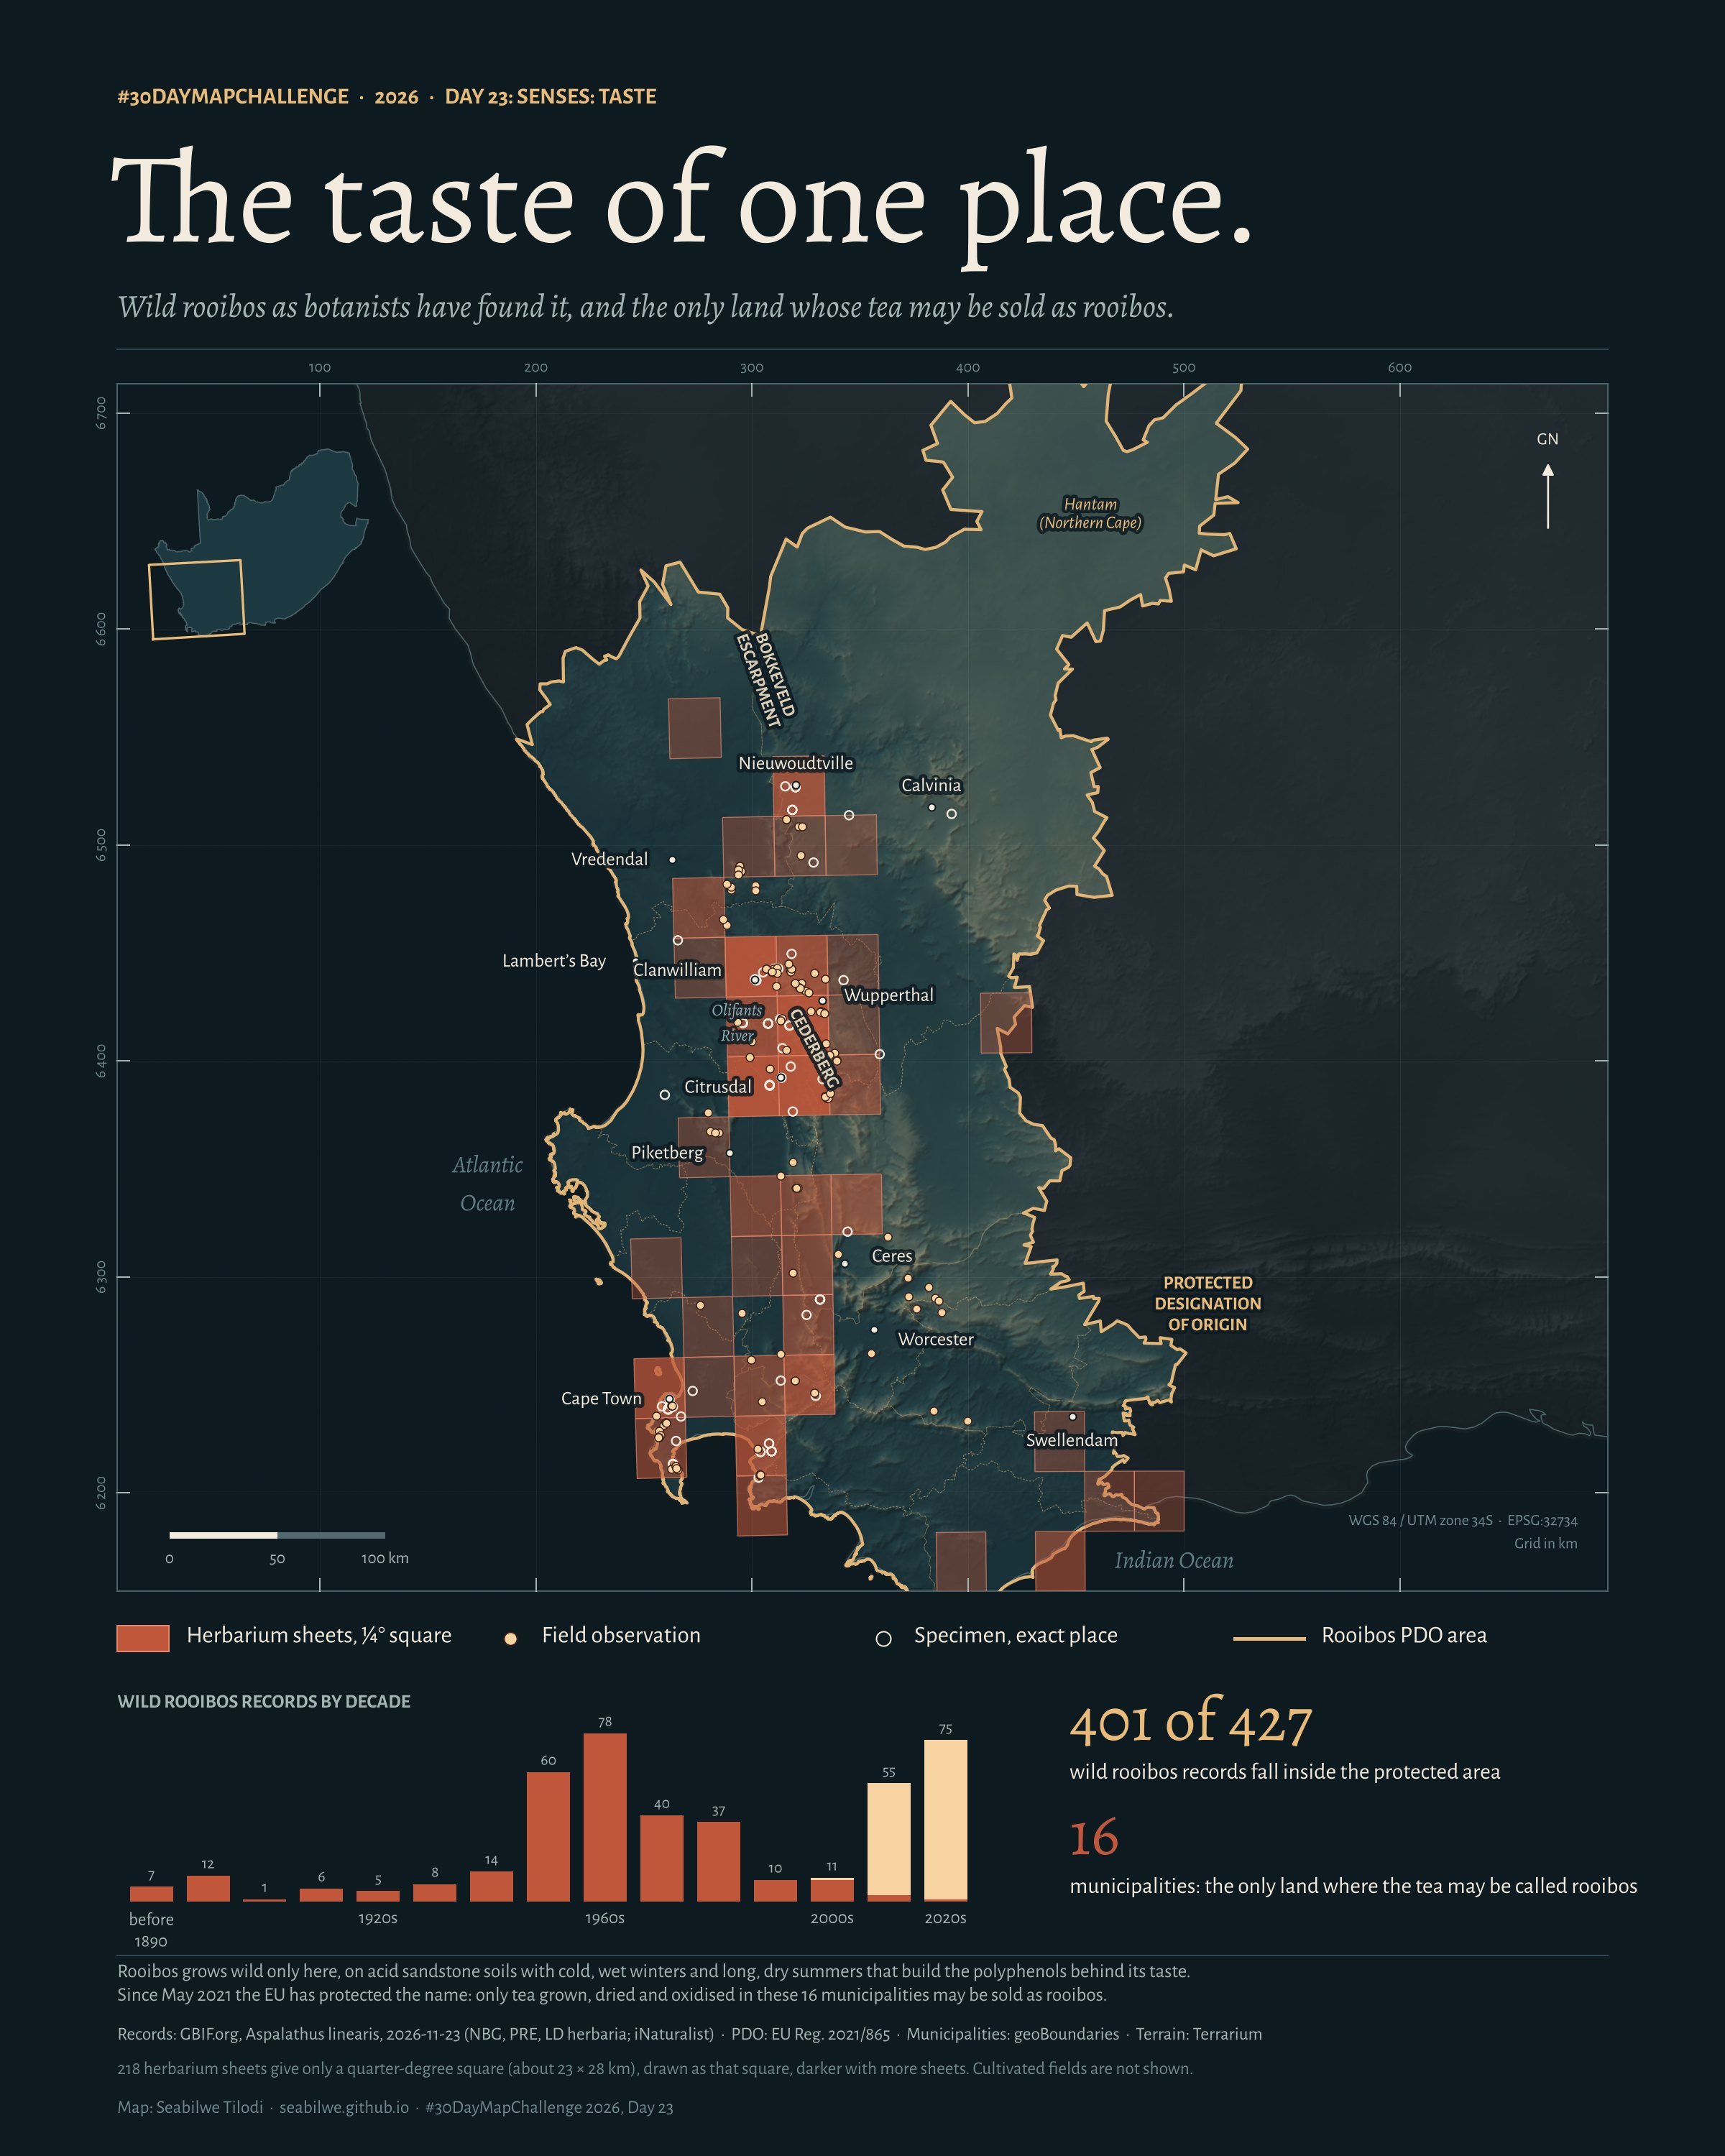 #30DAYMAPCHALLENGE · 2026 · DAY 23: SENSES: TASTE
The taste of one place.
Wild rooibos as botanists have found it, and the only land whose tea may be sold as rooibos.
100 200 300 400 500 600
6700
6600
6500
6400
6300
6200
GN
Hantam
(Northern Cape)
BOKKEVELD
ESCARPMENT
Nieuwoudtville
Calvinia
Vredendal
Lambert's Bay
Clanwilliam
Wupperthal
Olifants
River
CEDERBERG
Citrusdal
Piketberg
Atlantic
Ocean
Ceres
PROTECTED
DESIGNATION
OF ORIGIN
Worcester
Cape Town
Swellendam
WGS 84 / UTM zone 34S · EPSG:32734
Grid in km
0 50 100 km
Indian Ocean
Herbarium sheets, ¼° square
Field observation
Specimen, exact place
Rooibos PDO area
WILD ROOIBOS RECORDS BY DECADE
7 12 1 6 5 8 14 60 78 40 37 10 11 55 75
before
1890
1920s 1960s 2000s 2020s
401 of 427
wild rooibos records fall inside the protected area
16
municipalities: the only land where the tea may be called rooibos
Rooibos grows wild only here, on acid sandstone soils with cold, wet winters and long, dry summers that build the polyphenols behind its taste.
Since May 2021 the EU has protected the name: only tea grown, dried and oxidised in these 16 municipalities may be sold as rooibos.
Records: GBIF.org, Aspalathus linearis, 2026-11-23 (NBG, PRE, LD herbaria; iNaturalist) · PDO: EU Reg. 2021/865 · Municipalities: geoBoundaries · Terrain: Terrarium
218 herbarium sheets give only a quarter-degree square (about 23 × 28 km), drawn as that square, darker with more sheets. Cultivated fields are not shown.
Map: Seabilwe Tilodi · seabilwe.github.io · #30DayMapChallenge 2026, Day 23